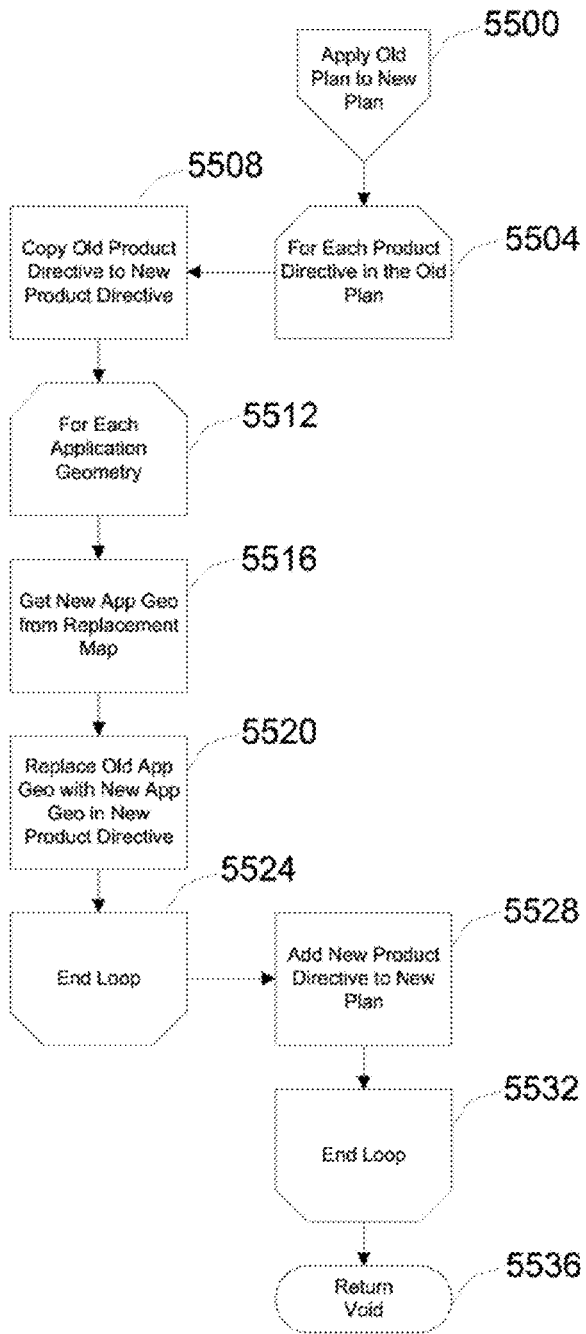 5500
Apply Old
Plan to New
Plan
5508
Copy Old Product
Directive to New
Product Directive
For Each Product
Directive in the Old
Plan
5504
For Each
Application
Geometry
5512
5516
Get New App Geo
from Replacement
Map
5520
Replace Old App
Geo with New App
Geo in New
Product Directive
5524
End Loop
5528
Add New Product
Directive to New
Plan
5532
End Loop
Return
Void
5536